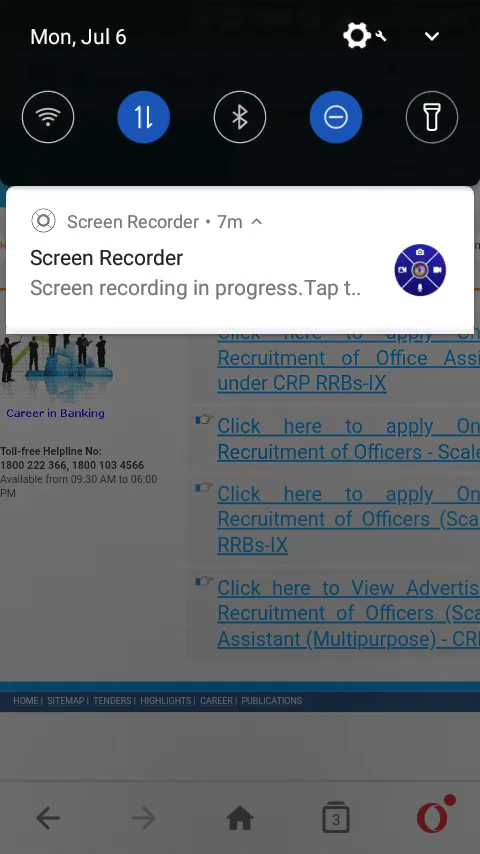 Mon, Jul 6
Screen Recorder • 7m
Screen Recorder
Screen recording in progress.Tap t..
Click here to apply On
Recruitment of Office Assi
under CRP RRBs-IX
Career in Banking
Click here to apply On
Recruitment of Officers - Scale
Toll-free Helpline No:
1800 222 366, 1800 103 4566
Available from 09:30 AM to 06:00
PM
Click here to apply On
Recruitment of Officers (Sca
RRBs-IX
Click here to View Advertis
Recruitment of Officers (Sca
Assistant (Multipurpose) - CR
HOME | SITEMAP | TENDERS | HIGHLIGHTS | CAREER | PUBLICATIONS
3